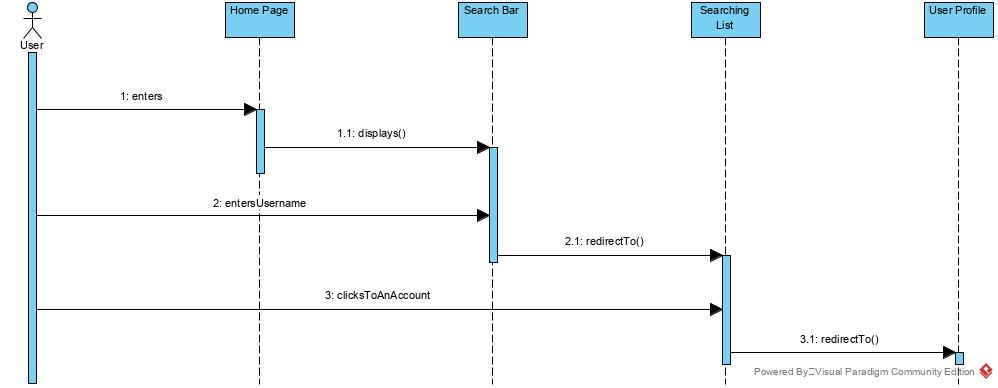 Home Page
Search Bar
Searching
List
User Profile
User
1: enters
1.1: displays()
2: entersUsername
2.1: redirectTo()
3: clicksToAnAccount
3.1: redirectTo()
Powered By Visual Paradigm Community Edition